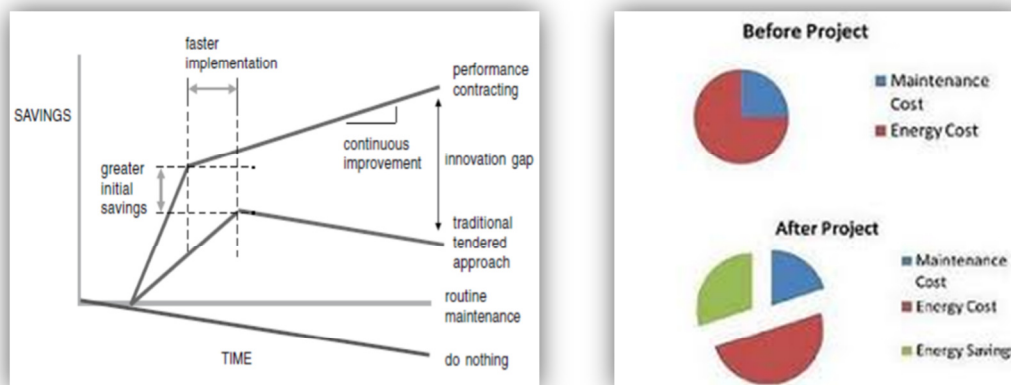 faster
implementation
SAVINGS
performance
contracting
continuous
improvement
innovation gap
greater
initial
savings
traditional
tendered
approach
routine
maintenance
TIME
do nothing
Before Project
Maintenance
Cost
Energy Cost
After Project
Maintenance
Cost
Energy Cost
Energy Saving